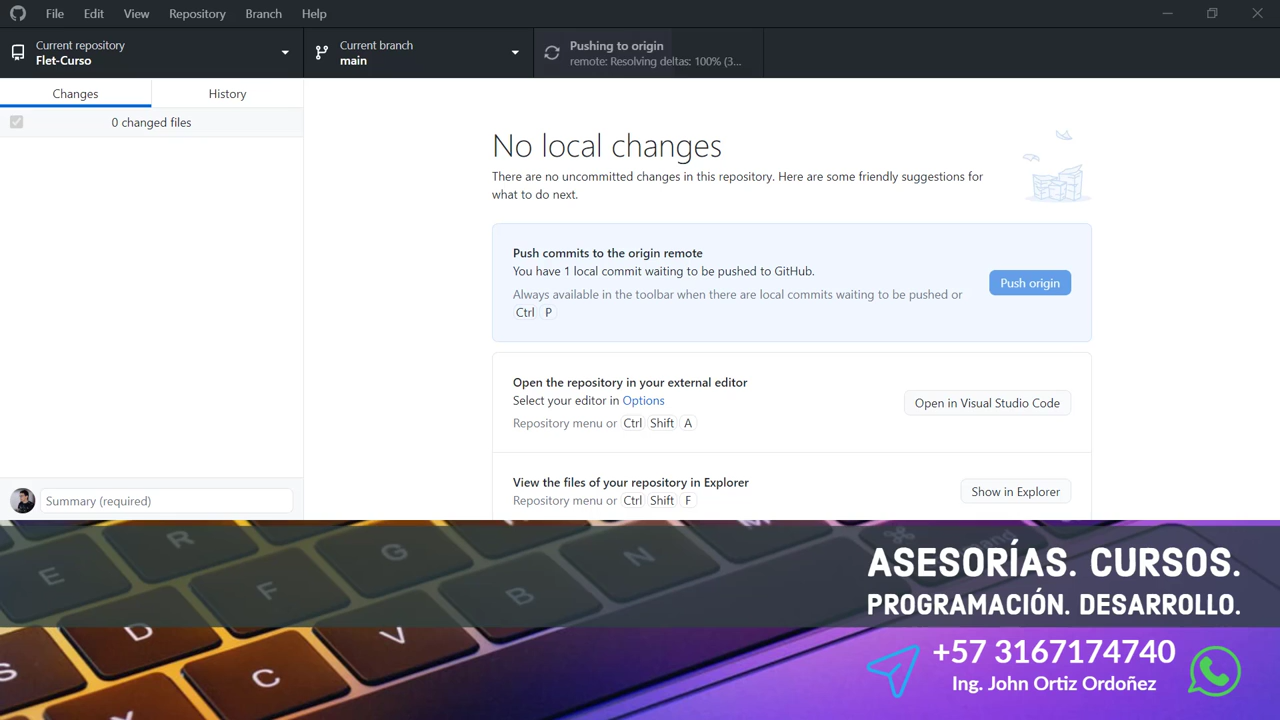 File Edit View Repository Branch Help
Current repository
Flet-Curso
Current branch
main
Pushing to origin
remote: Resolving deltas: 100% (3...
Changes
History
0 changed files
No local changes
There are no uncommitted changes in this repository. Here are some friendly suggestions for
what to do next.
Push commits to the origin remote
You have 1 local commit waiting to be pushed to GitHub.
Always available in the toolbar when there are local commits waiting to be pushed or
Ctrl P
Push origin
Open the repository in your external editor
Select your editor in Options
Repository menu or Ctrl Shift A
Open in Visual Studio Code
View the files of your repository in Explorer
Repository menu or Ctrl Shift F
Show in Explorer
Summary (required)
E R F G B N C V D
ASESORÍAS. CURSOS.
PROGRAMACIÓN. DESARROLLO.
+57 3167174740
Ing. John Ortiz Ordoñez